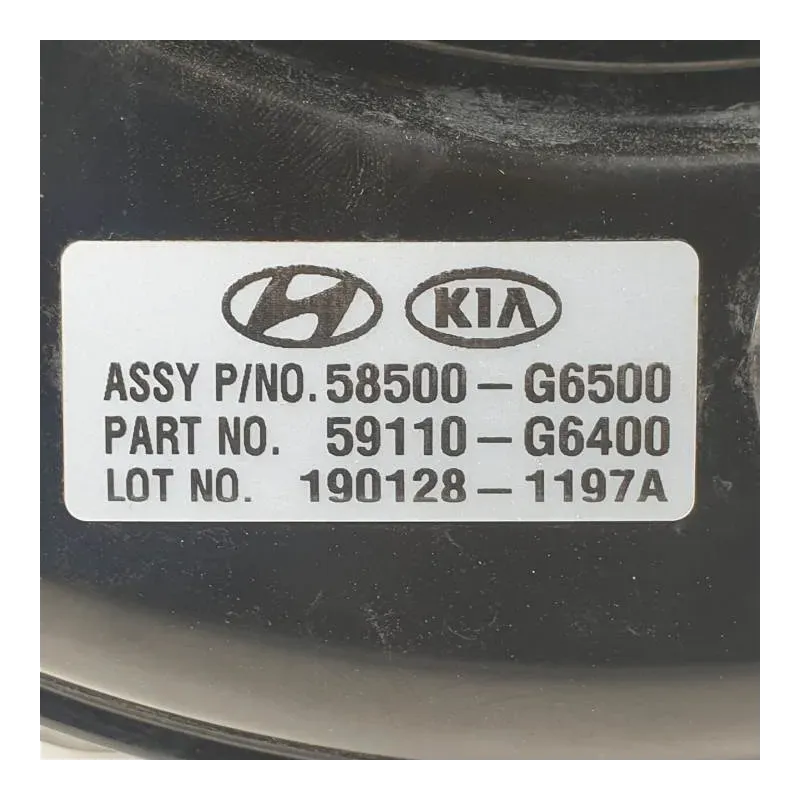 KIA
ASSY P/NO. 58500-G6500
PART NO. 59110-G6400
LOT NO. 190128-1197A